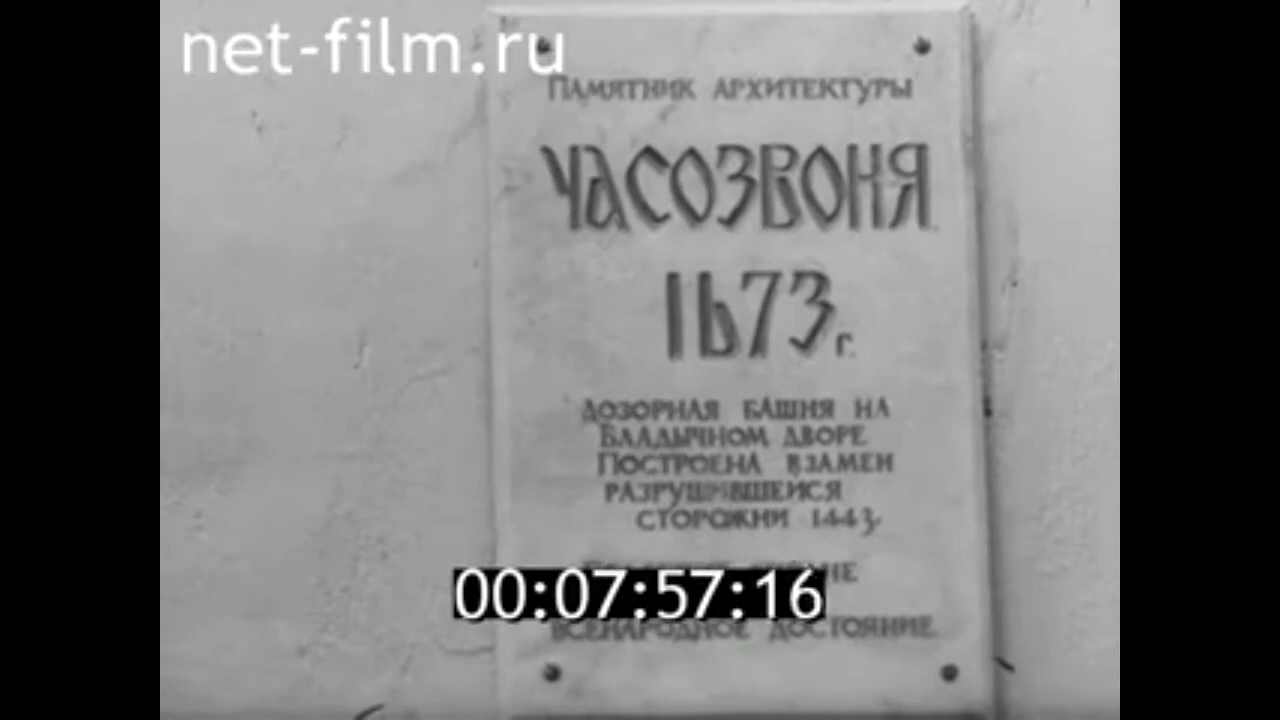 net-film.ru
ПАМЯТНИК АРХИТЕКТУРЫ
ЧАСОЗВОНЯ
1673 г.
ДОЗОРНАЯ БАШНЯ НА
ВЛАДЫЧНОМ ДВОРЕ
ПОСТРОЕНА ВЗАМЕН
РАЗРУШИВШЕЙСЯ
СТОРОЖНИ 1443.
00:07:57:16
ВСЕНАРОДНОЕ ДОСТОЯНИЕ.